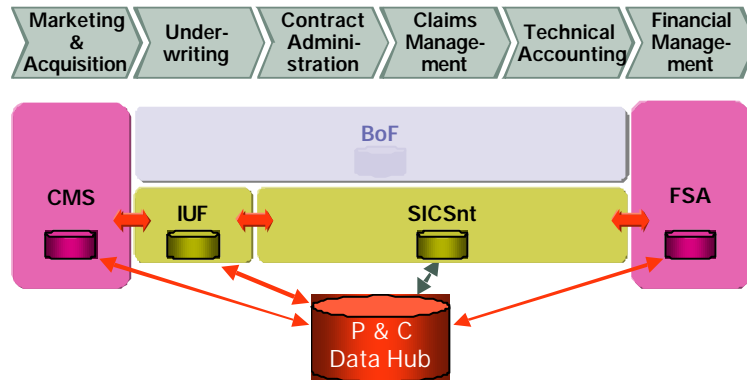 Marketing
&
Acquisition
Under-
writing
Contract
Admini-
stration
Claims
Manage-
ment
Technical
Accounting
Financial
Manage-
ment
BoF
CMS
IUF
SICSnt
FSA
P & C
Data Hub